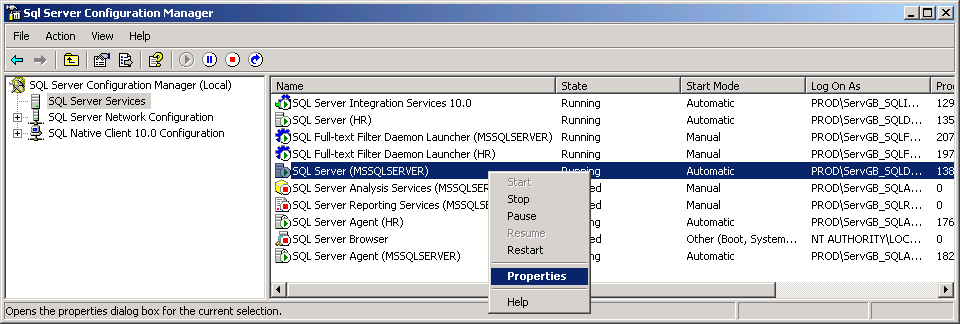 Sql Server Configuration Manager
File Action View Help
SQL Server Configuration Manager (Local)
SQL Server Services
SQL Server Network Configuration
SQL Native Client 10.0 Configuration
Name State Start Mode Log On As Pro
SQL Server Integration Services 10.0 Running Automatic PROD\ServGB_SQLI... 129
SQL Server (HR) Running Automatic PROD\ServGB_SQLD... 135
SQL Full-text Filter Daemon Launcher (MSSQLSERVER) Running Manual PROD\ServGB_SQLF... 207
SQL Full-text Filter Daemon Launcher (HR) Running Manual PROD\ServGB_SQLF... 197
SQL Server (MSSQLSERVER) Running Automatic PROD\ServGB_SQLD... 138
SQL Server Analysis Services (MSSQLSER ed Manual PROD\ServGB_SQLA... 0
SQL Server Reporting Services (MSSQLSE ed Manual PROD\ServGB_SQLR... 0
SQL Server Agent (HR) ng Automatic PROD\ServGB_SQLA... 176
SQL Server Browser ed Other (Boot, System... NT AUTHORITY\LOC... 0
SQL Server Agent (MSSQLSERVER) ng Automatic PROD\ServGB_SQLA... 182
Start
Stop
Pause
Resume
Restart
Properties
Help
Opens the properties dialog box for the current selection.